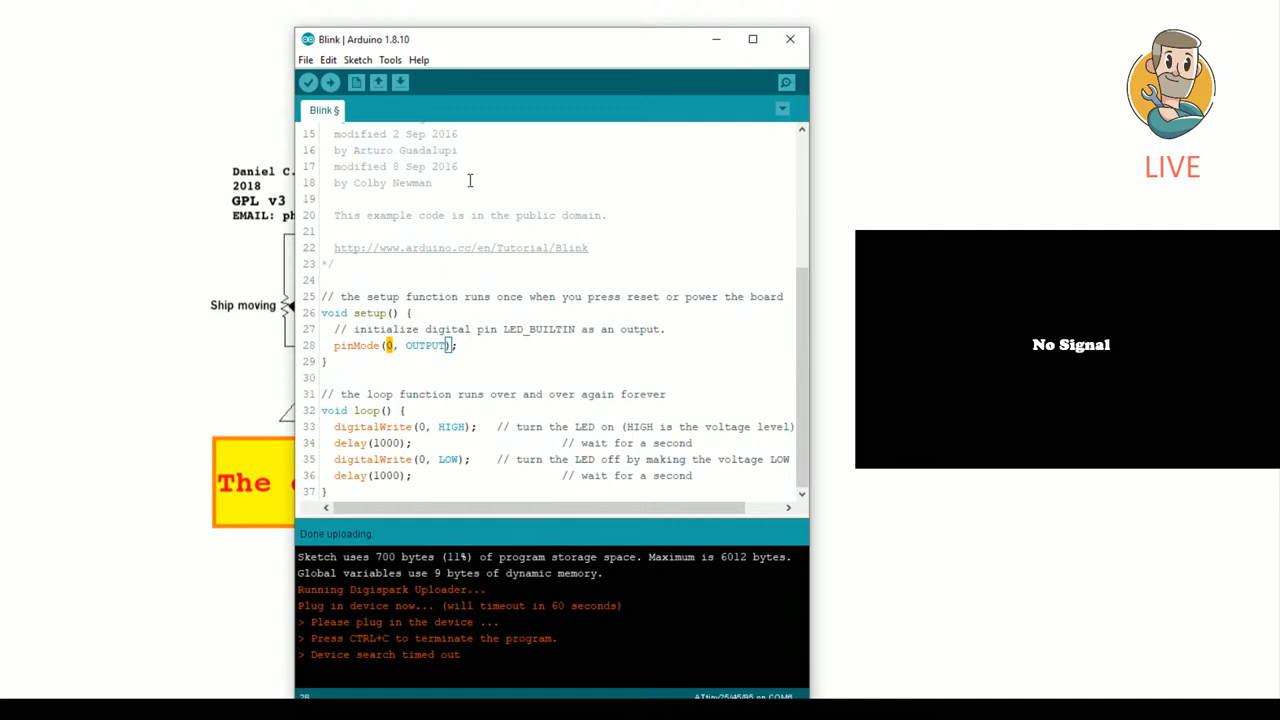 Blink | Arduino 1.8.10
File Edit Sketch Tools Help
Blink §
15 modified 2 Sep 2016
16 by Arturo Guadalupi
17 modified 8 Sep 2016
18 by Colby Newman
19
20 This example code is in the public domain.
21
22 http://www.arduino.cc/en/Tutorial/Blink
23 */
24
25 // the setup function runs once when you press reset or power the board
26 void setup() {
27 // initialize digital pin LED_BUILTIN as an output.
28 pinMode(0, OUTPUT);
29 }
30
31 // the loop function runs over and over again forever
32 void loop() {
33 digitalWrite(0, HIGH); // turn the LED on (HIGH is the voltage level)
34 delay(1000); // wait for a second
35 digitalWrite(0, LOW); // turn the LED off by making the voltage LOW
36 delay(1000); // wait for a second
37 }
Done uploading.
Sketch uses 700 bytes (11%) of program storage space. Maximum is 6012 bytes.
Global variables use 9 bytes of dynamic memory.
Running Digispark Uploader...
Plug in device now... (will timeout in 60 seconds)
> Please plug in the device ...
> Press CTRL+C to terminate the program.
> Device search timed out
28 ATtiny25/45/85 on COM6
Daniel C.
2018
GPL v3
EMAIL: ph
Ship moving
The
LIVE
No Signal